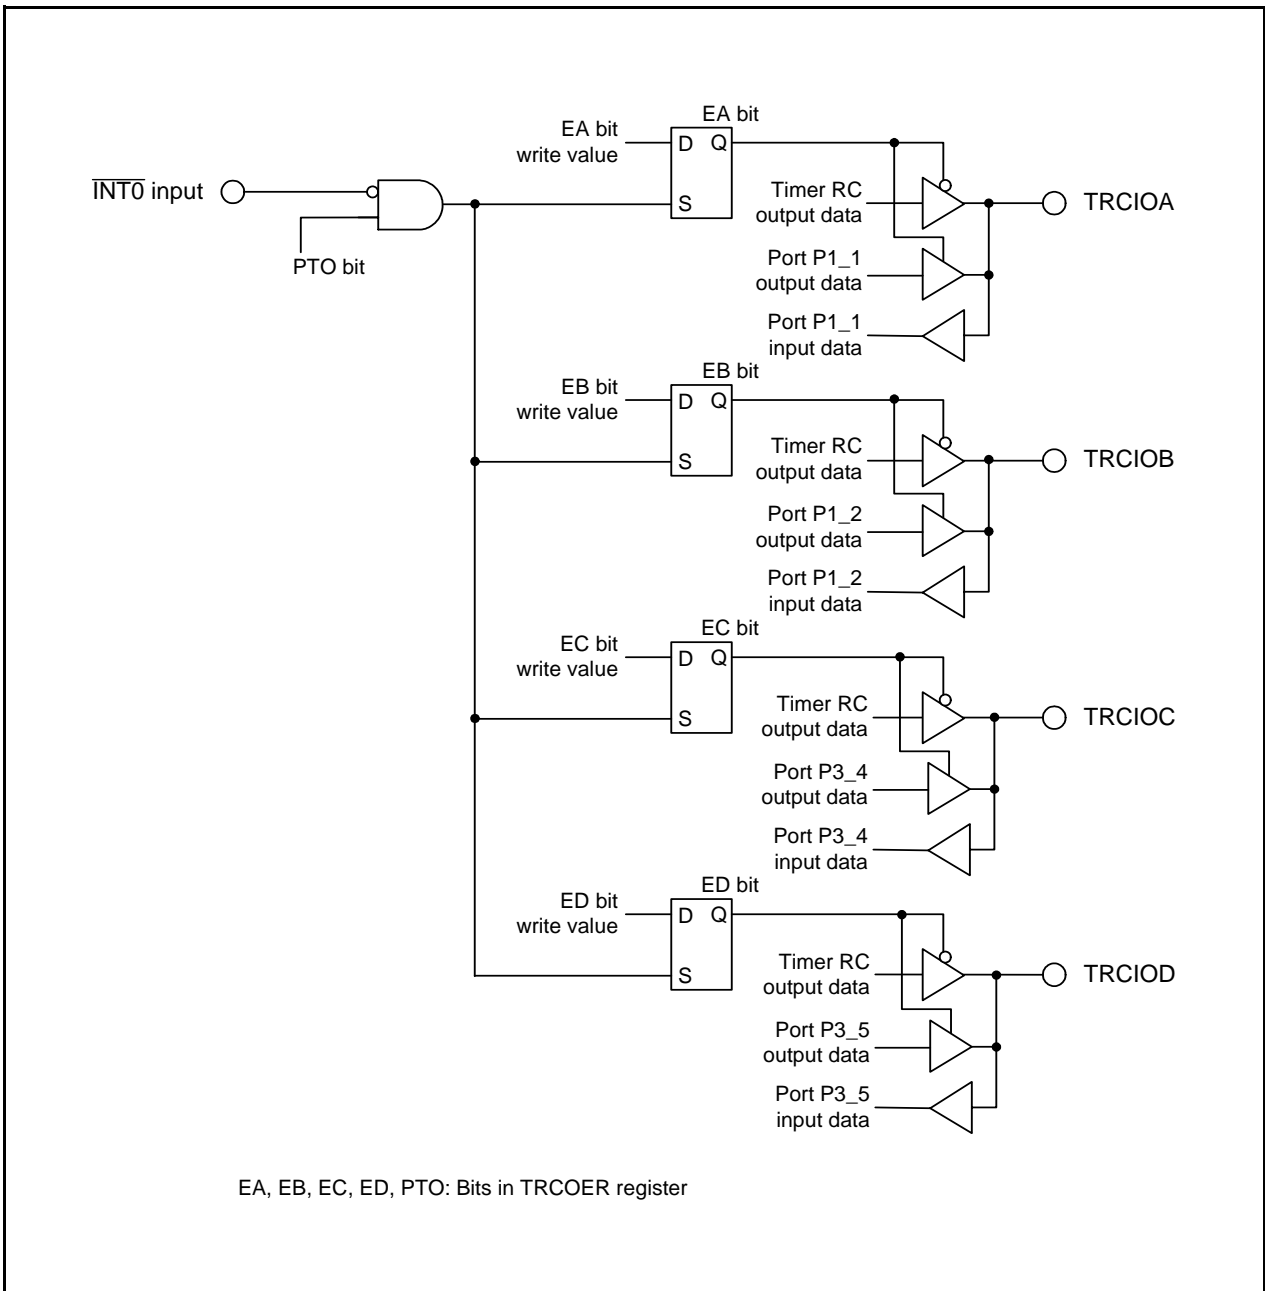 EA bit
EA bit
write value
D Q
S
INT0 input
PTO bit
Timer RC
output data
TRCIOA
Port P1_1
output data
Port P1_1
input data
EB bit
EB bit
write value
D Q
S
Timer RC
output data
TRCIOB
Port P1_2
output data
Port P1_2
input data
EC bit
EC bit
write value
D Q
S
Timer RC
output data
TRCIOC
Port P3_4
output data
Port P3_4
input data
ED bit
ED bit
write value
D Q
S
Timer RC
output data
TRCIOD
Port P3_5
output data
Port P3_5
input data
EA, EB, EC, ED, PTO: Bits in TRCOER register